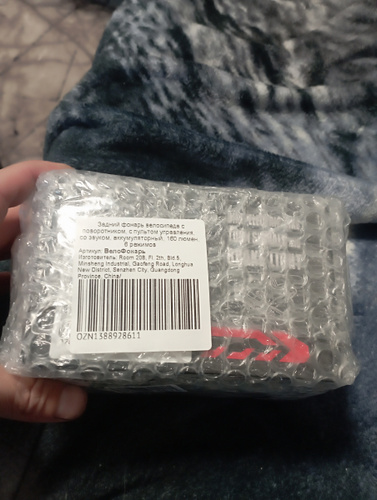 Задний фонарь велосипеда с
поворотником, с пультом управления,
со звуком, аккумуляторный, 160 люмен,
6 режимов
Артикул: ВелоФонарь
Изготовитель: Room 208, Fl. 2th, Bld 5,
Minsheng Industrial, Gaofeng Road, Longhua
New District, Senzhen City, Guangdong
Province, China/
OZN1388928611